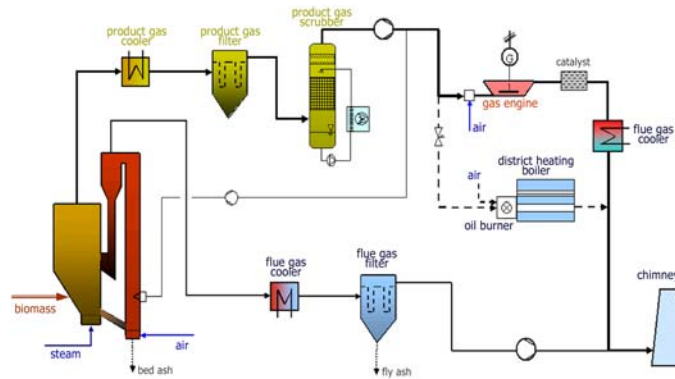 product gas
cooler
product gas
filter
product gas
scrubber
G
catalyst
gas engine
air
flue gas
cooler
district heating
boiler
air
oil burner
flue gas
cooler
flue gas
filter
chimney
biomass
steam
air
bed ash
fly ash